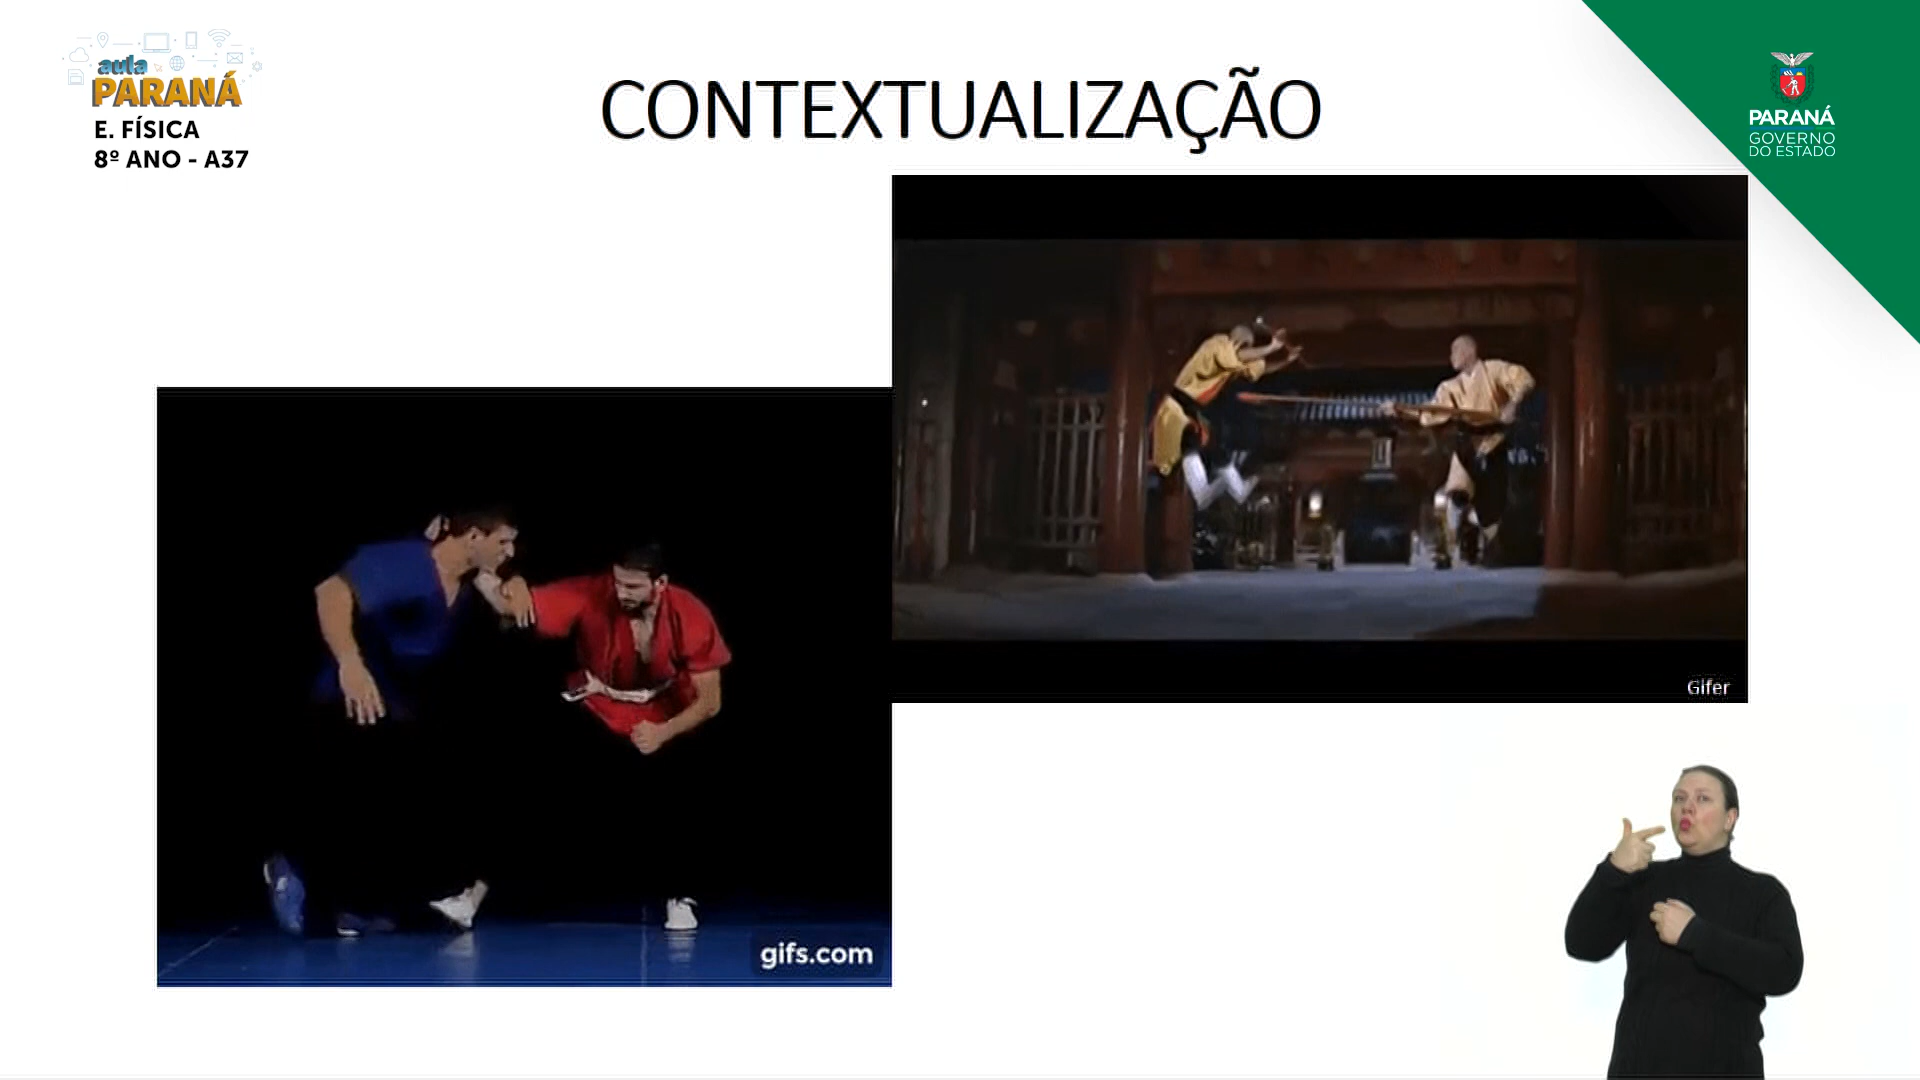 aula
PARANÁ
E. FÍSICA
8º ANO - A37
CONTEXTUALIZAÇÃO
PARANÁ
GOVERNO
DO ESTADO
Gifer
gifs.com